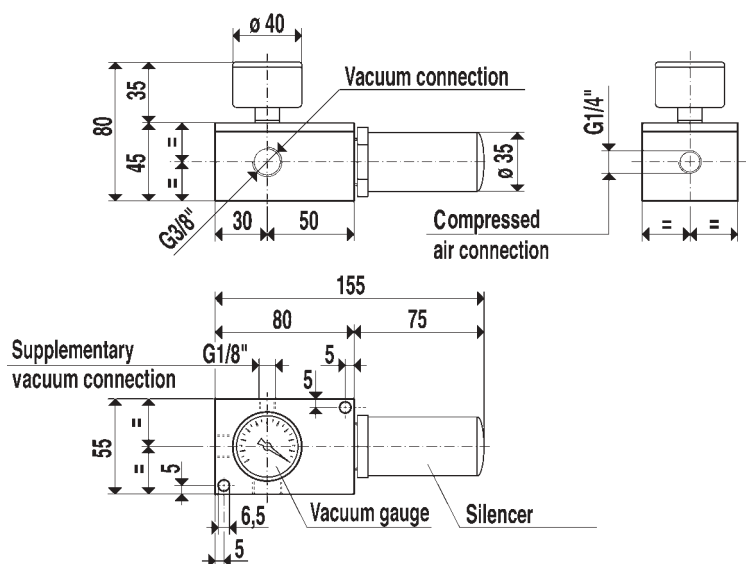 ø 40
Vacuum connection
35
80
45
=
=
G3/8"
30
50
ø 35
G1/4"
Compressed
air connection
=
=
155
80
75
Supplementary
vacuum connection
G1/8"
5
5
55
=
=
5
6,5
5
Vacuum gauge
Silencer